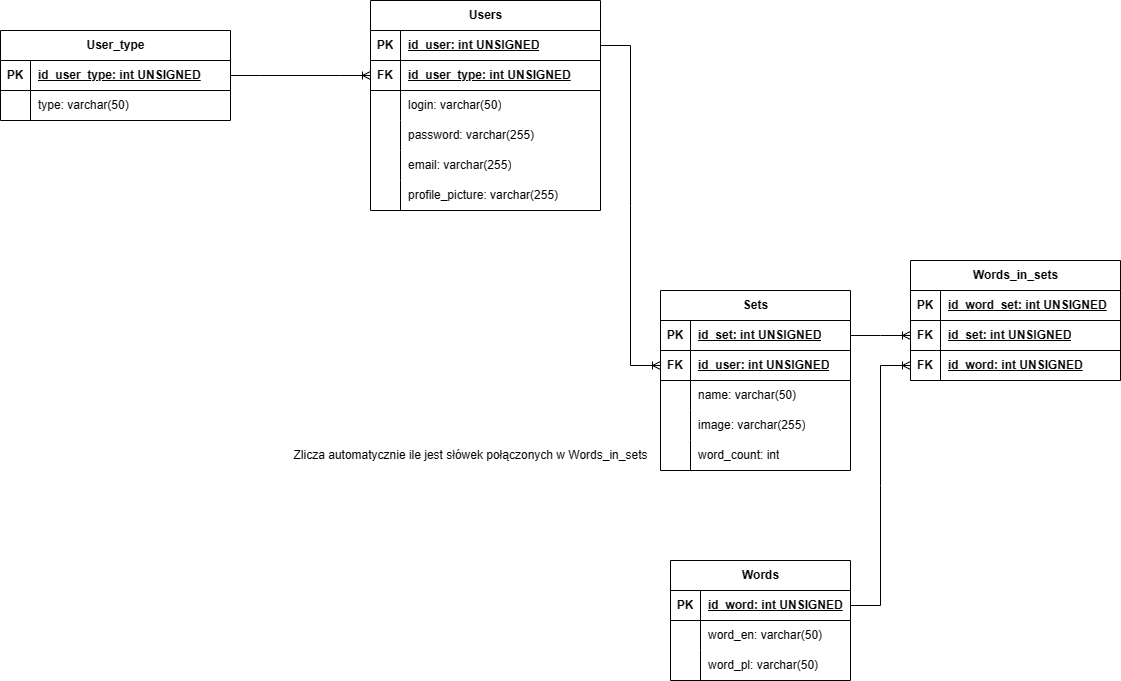 User_type
PK id_user_type: int UNSIGNED
type: varchar(50)
Users
PK id_user: int UNSIGNED
FK id_user_type: int UNSIGNED
login: varchar(50)
password: varchar(255)
email: varchar(255)
profile_picture: varchar(255)
Sets
PK id_set: int UNSIGNED
FK id_user: int UNSIGNED
name: varchar(50)
image: varchar(255)
word_count: int
Zlicza automatycznie ile jest słówek połączonych w Words_in_sets
Words_in_sets
PK id_word_set: int UNSIGNED
FK id_set: int UNSIGNED
FK id_word: int UNSIGNED
Words
PK id_word: int UNSIGNED
word_en: varchar(50)
word_pl: varchar(50)